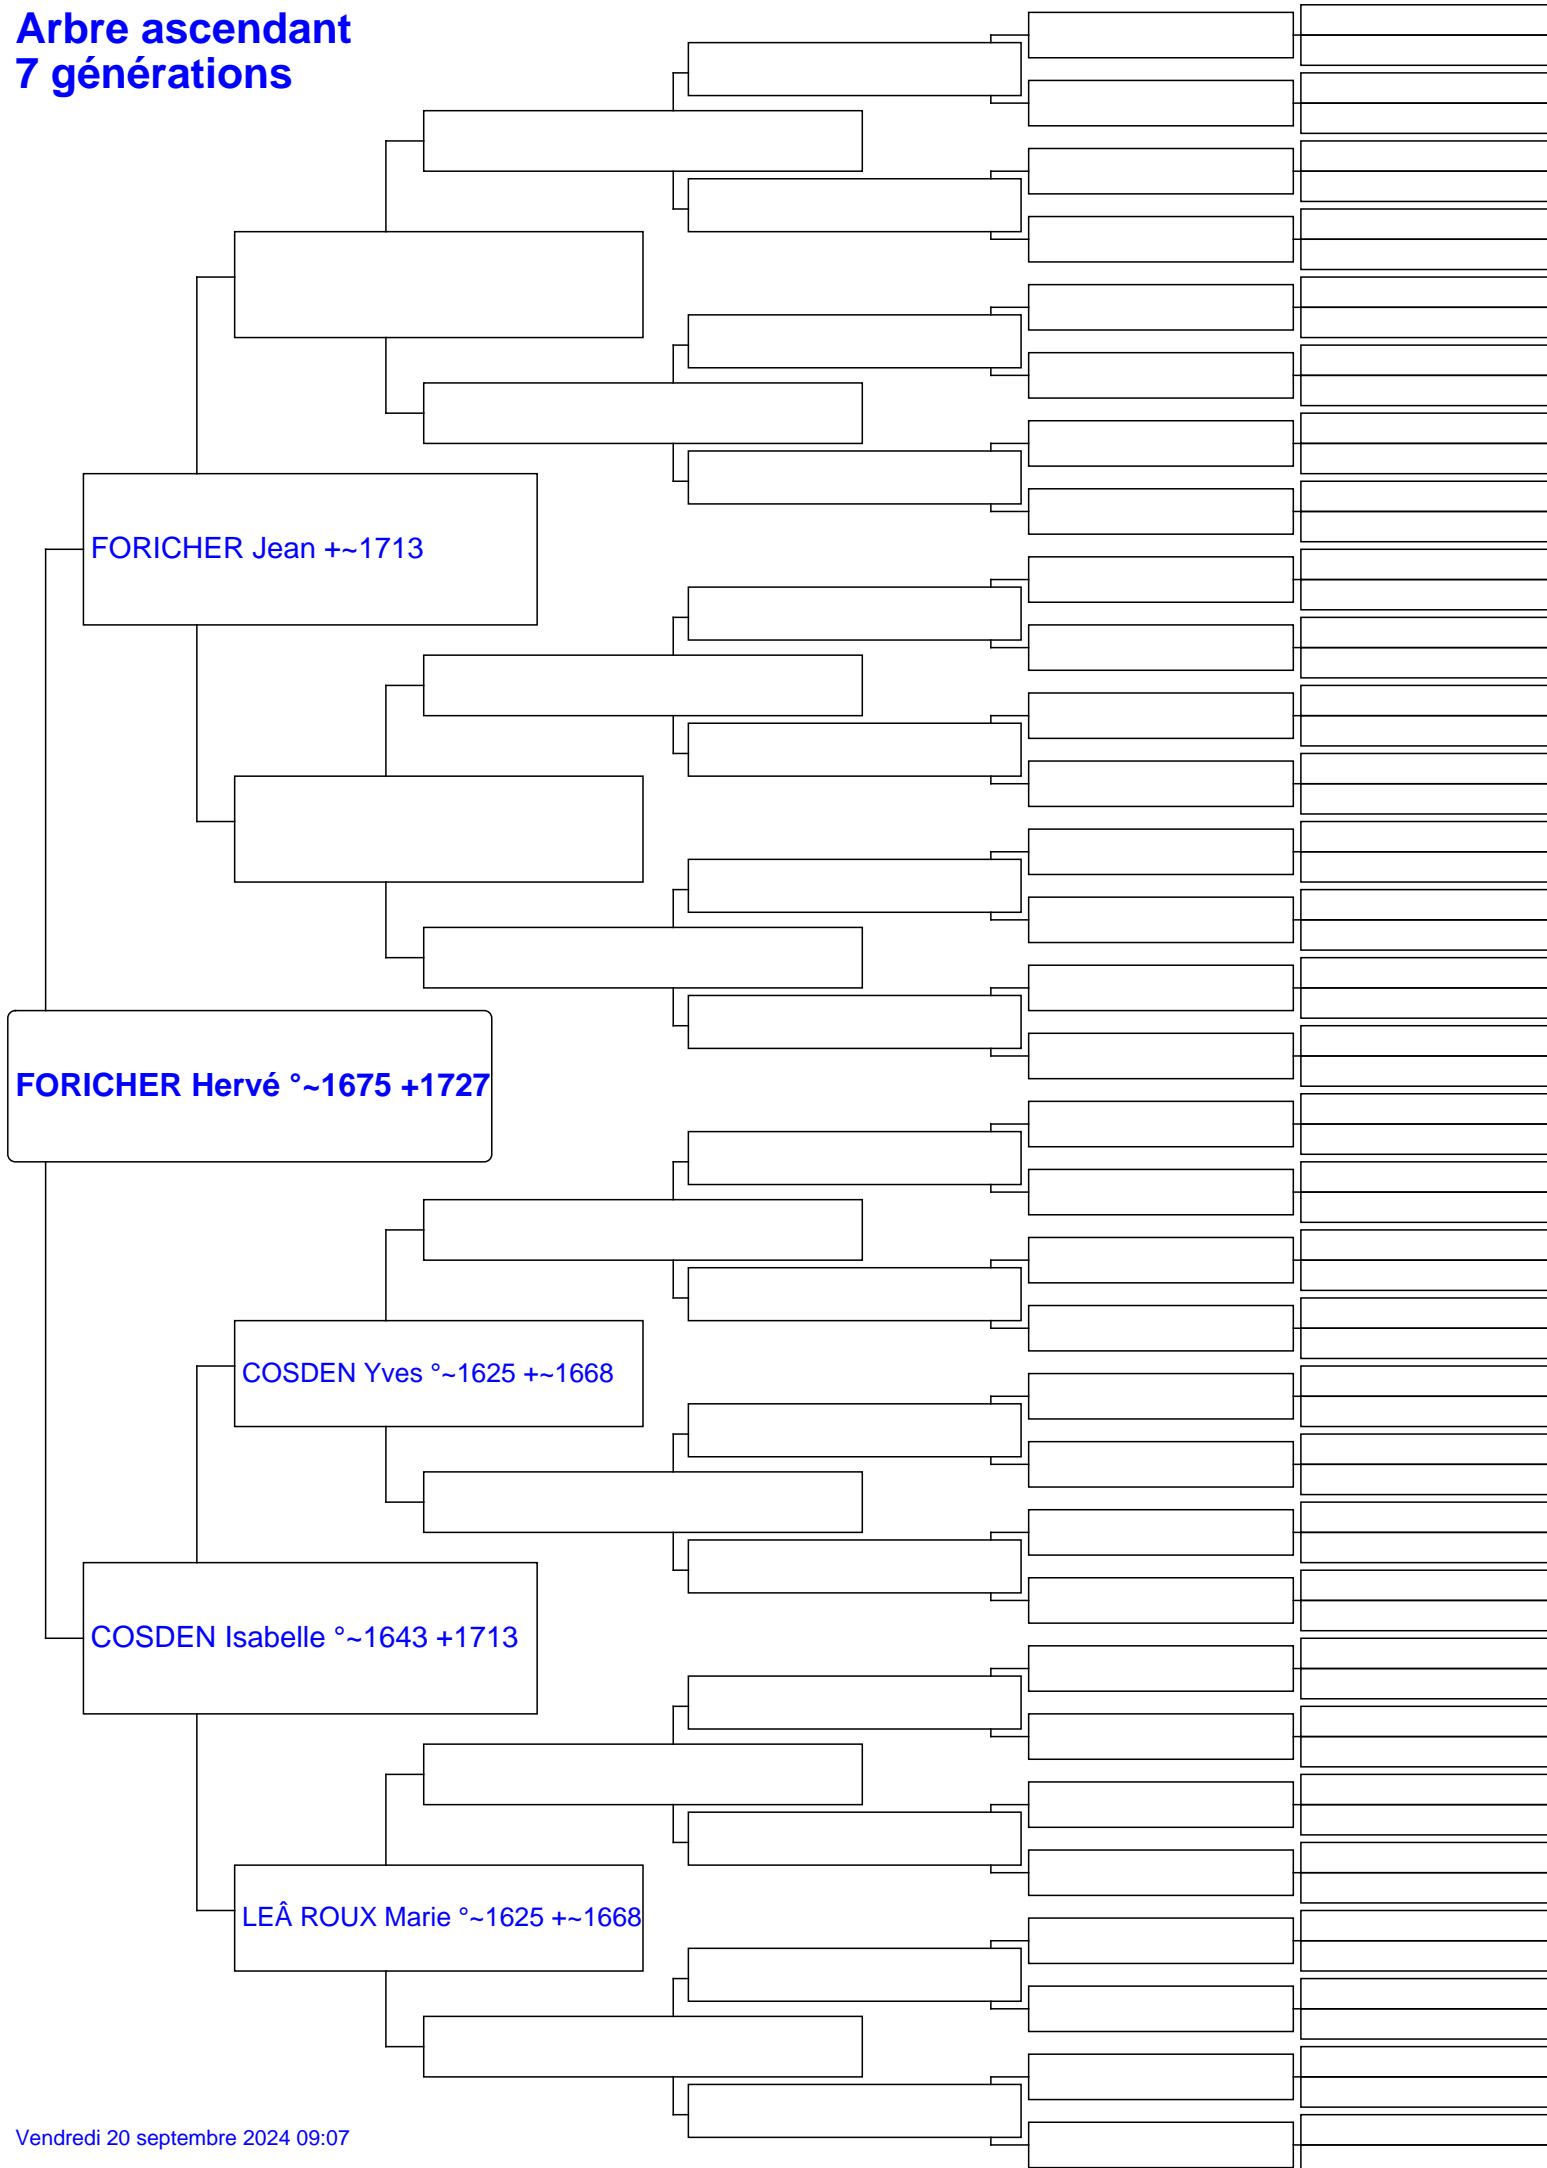 Arbre ascendant
7 générations
FORICHER Jean +~1713
FORICHER Hervé °~1675 +1727
COSDEN Yves °~1625 +~1668
COSDEN Isabelle °~1643 +1713
LEÂ ROUX Marie °~1625 +~1668
Vendredi 20 septembre 2024 09:07